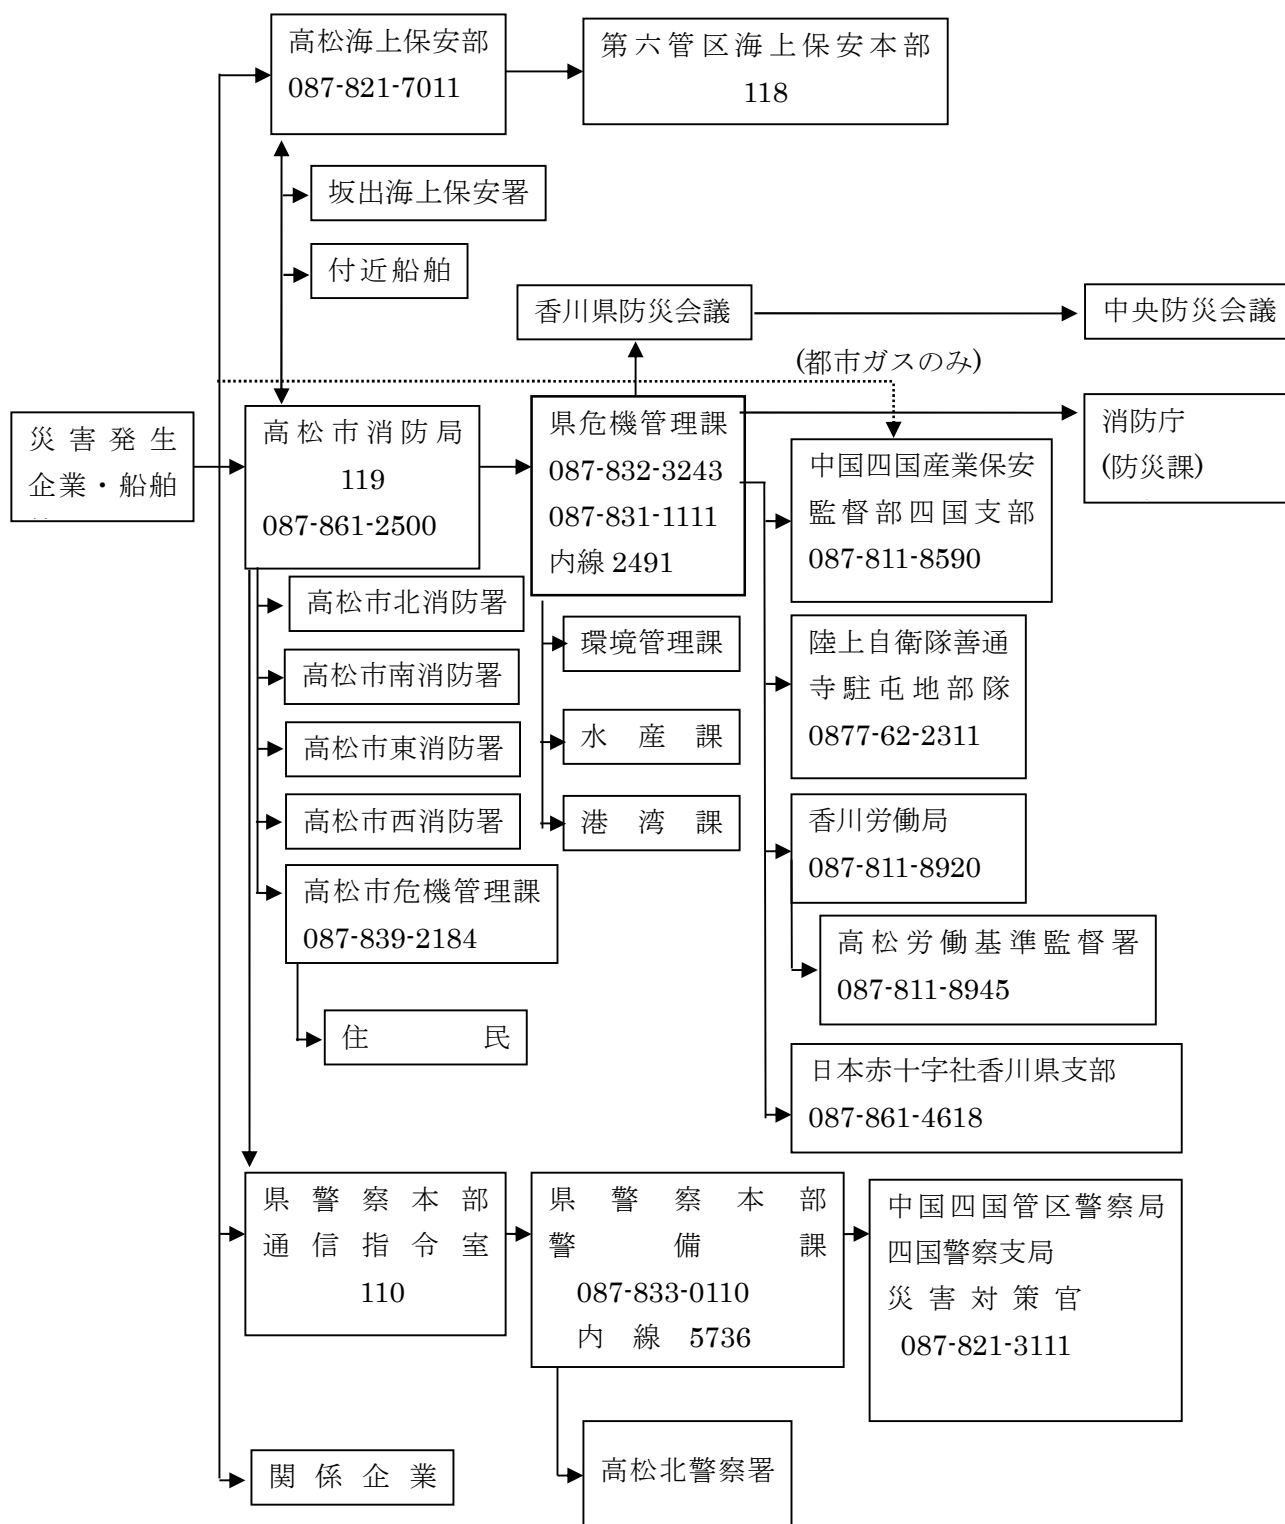 高松海上保安部
087-821-7011
第六管区海上保安本部
118
坂出海上保安署
付近船舶
香川県防災会議
中央防災会議
(都市ガスのみ)
災害発生
企業・船舶
高松市消防局
119
087-861-2500
県危機管理課
087-832-3243
087-831-1111
内線 2491
消防庁
(防災課)
中国四国産業保安
監督部四国支部
087-811-8590
高松市北消防署
高松市南消防署
高松市東消防署
高松市西消防署
高松市危機管理課
087-839-2184
住民
環境管理課
水産課
港湾課
陸上自衛隊善通
寺駐屯地部隊
0877-62-2311
香川労働局
087-811-8920
高松労働基準監督署
087-811-8945
日本赤十字社香川県支部
087-861-4618
県警察本部
通信指令室
110
県警察本部
警備課
087-833-0110
内線 5736
中国四国管区警察局
四国警察支局
災害対策官
087-821-3111
関係企業
高松北警察署